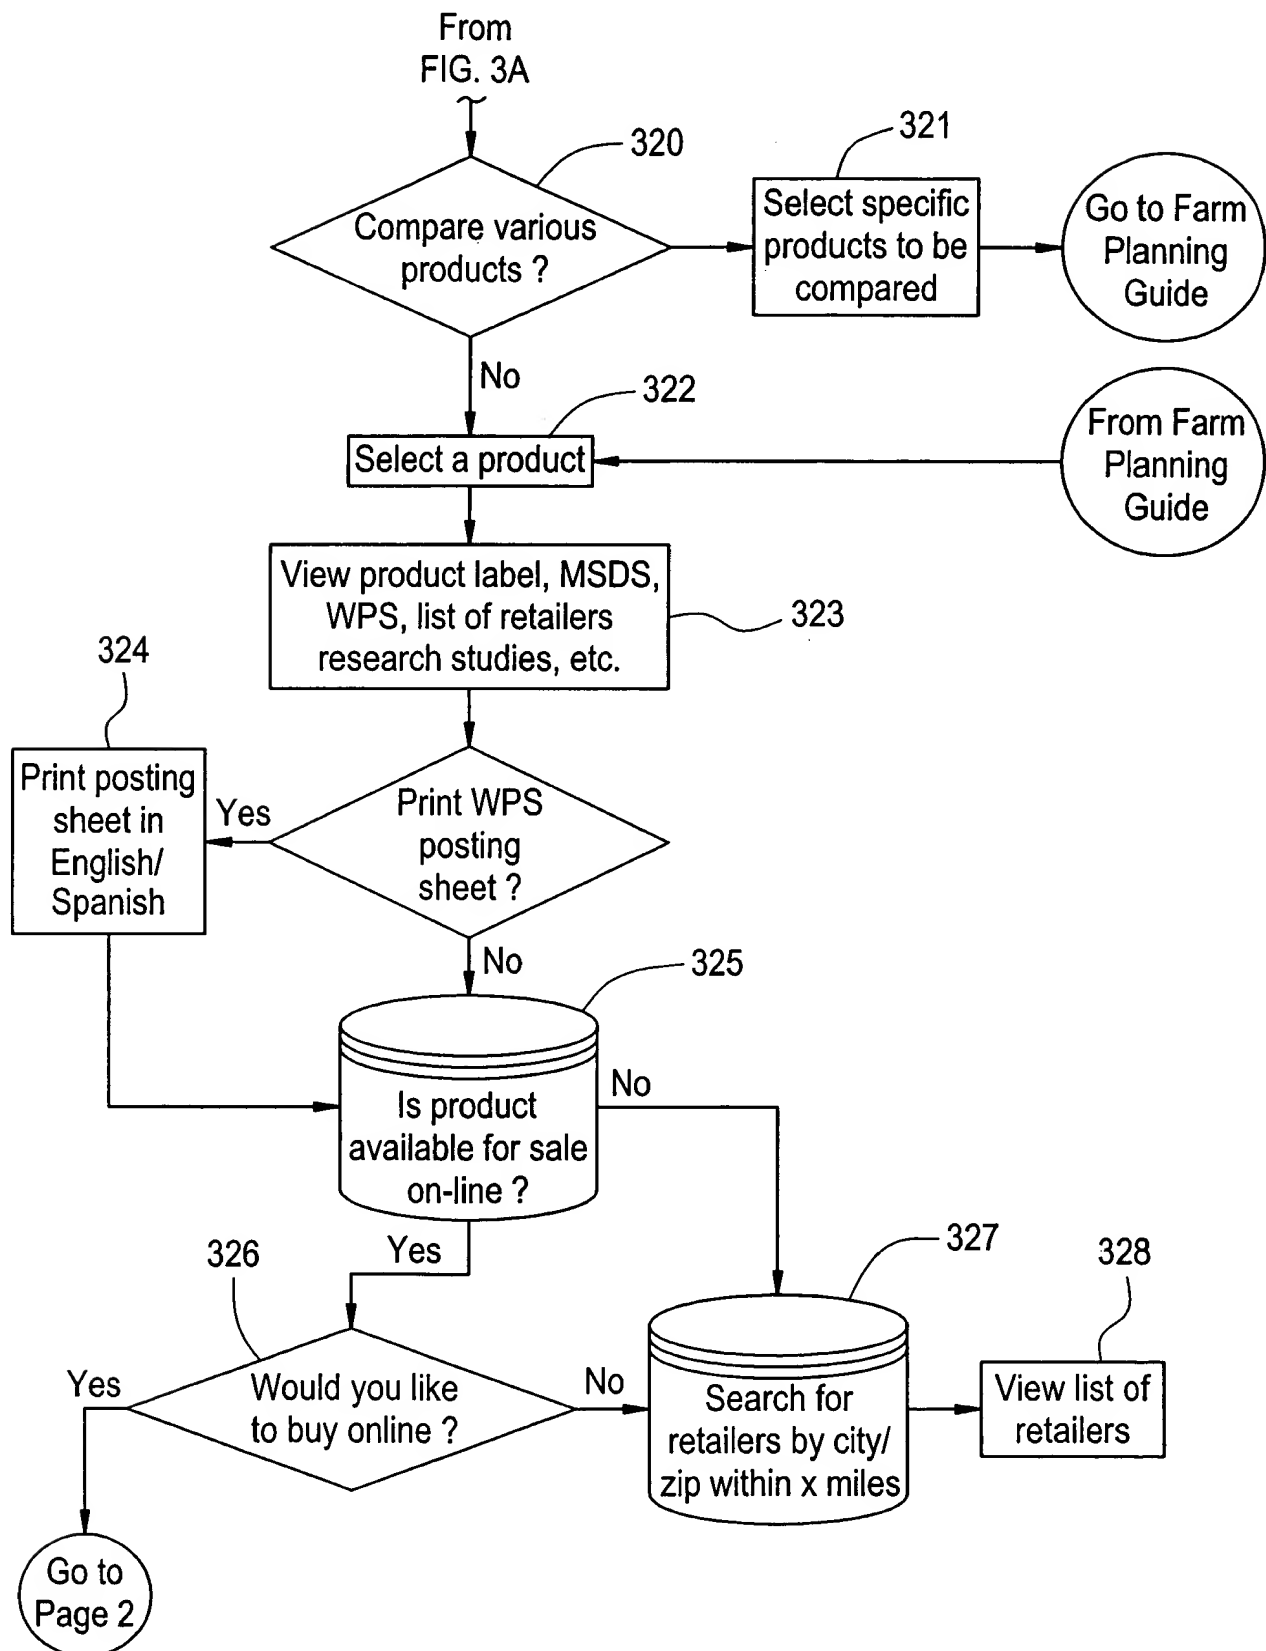 From
FIG. 3A
320
321
Compare various
products ?
Select specific
products to be
compared
Go to Farm
Planning
Guide
No
322
Select a product
From Farm
Planning
Guide
View product label, MSDS,
WPS, list of retailers
research studies, etc.
323
324
Print posting
sheet in
English/
Spanish
Yes
Print WPS
posting
sheet ?
No
325
Is product
available for sale
on-line ?
No
Yes
326
327
328
Yes
Would you like
to buy online ?
No
Search for
retailers by city/
zip within x miles
View list of
retailers
Go to
Page 2